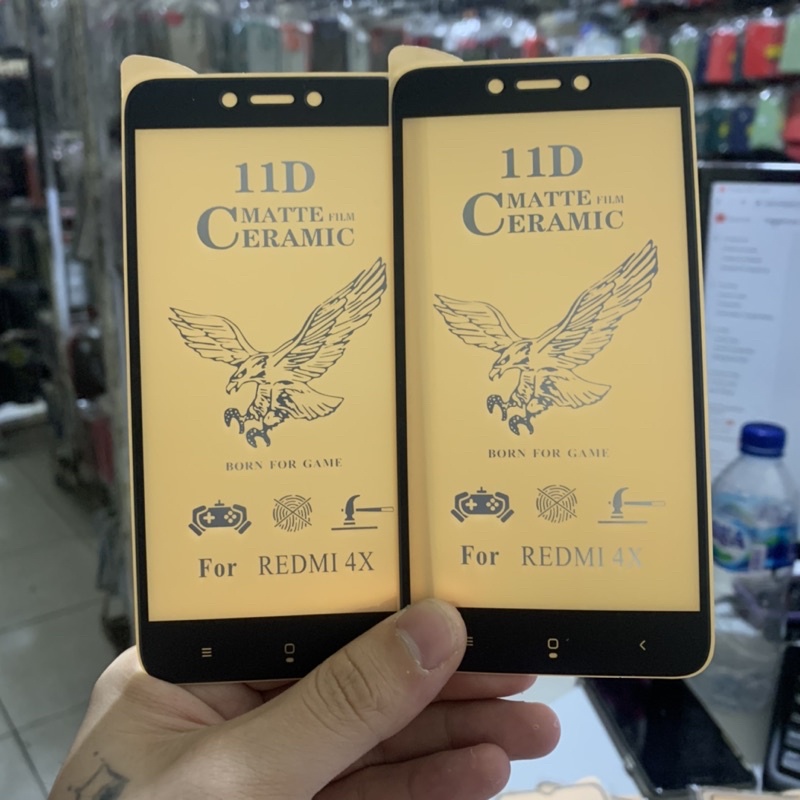 11D
MATTE FILM
CERAMIC
BORN FOR GAME
For REDMI 4X
11D
MATTE FILM
CERAMIC
BORN FOR GAME
For REDMI 4X